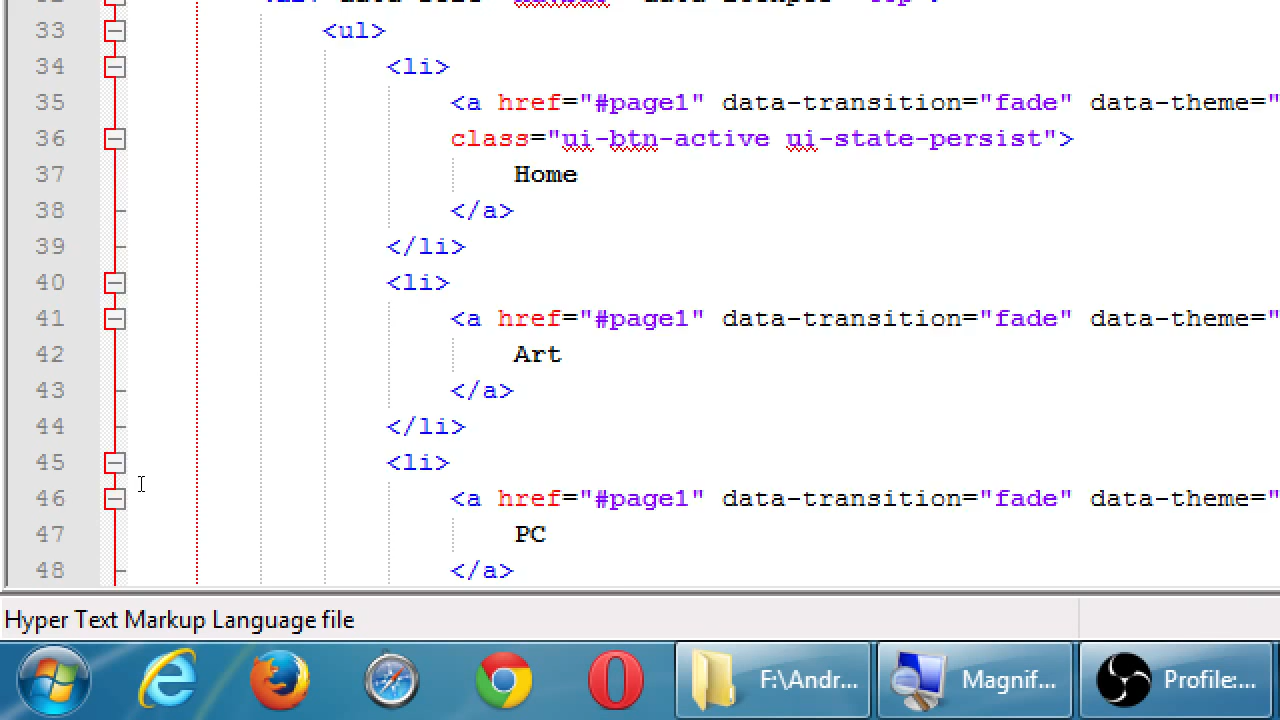 33 <ul>
34 <li>
35 <a href="#page1" data-transition="fade" data-theme="
36 class="ui-btn-active ui-state-persist">
37 Home
38 </a>
39 </li>
40 <li>
41 <a href="#page1" data-transition="fade" data-theme="
42 Art
43 </a>
44 </li>
45 <li>
46 <a href="#page1" data-transition="fade" data-theme="
47 PC
48 </a>
Hyper Text Markup Language file
F:\Andr... Magnif... Profile:...